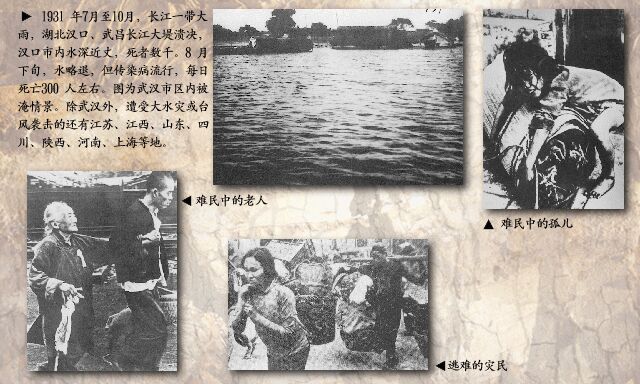 ▶ 1931 年7月至10月，长江一带大
雨，湖北汉口、武昌长江大堤溃决，
汉口市内水深近丈，死者数千。8 月
下旬，水略退，但传染病流行，每日
死亡300 人左右。图为武汉市区内被
淹情景。除武汉外，遭受大水灾或台
风袭击的还有江苏、江西、山东、四
川、陕西、河南、上海等地。
◀ 难民中的老人
▲ 难民中的孤儿
◀ 逃难的灾民